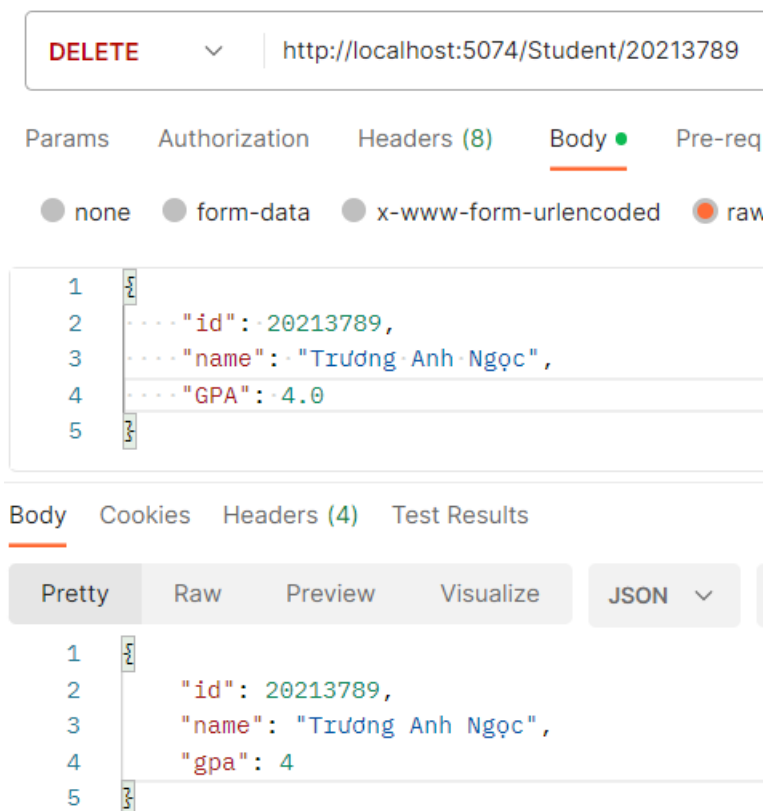 DELETE http://localhost:5074/Student/20213789
Params Authorization Headers (8) Body Pre-req
none form-data x-www-form-urlencoded raw
1 {
2 "id": 20213789,
3 "name": "Trương Anh Ngọc",
4 "GPA": 4.0
5 }
Body Cookies Headers (4) Test Results
Pretty Raw Preview Visualize JSON
1 {
2 "id": 20213789,
3 "name": "Trương Anh Ngọc",
4 "gpa": 4
5 }